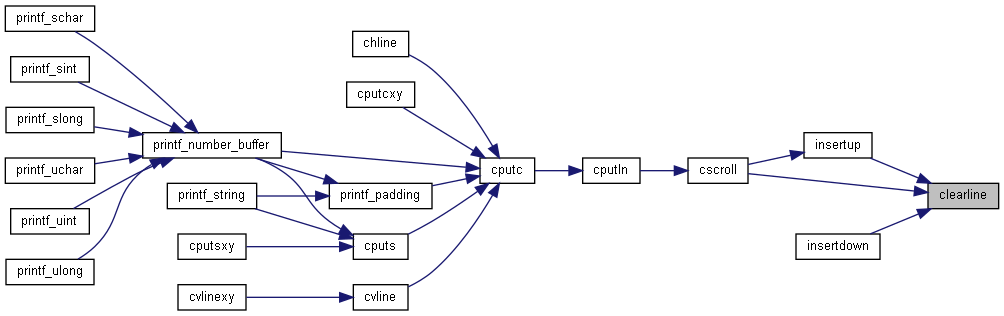 printf_schar
printf_sint
printf_slong
printf_uchar
printf_uint
printf_ulong
printf_number_buffer
printf_string
cputsxy
cvlinexy
chline
cputcxy
printf_padding
cputs
cvline
cputc
cputln
cscroll
insertup
insertdown
clearline